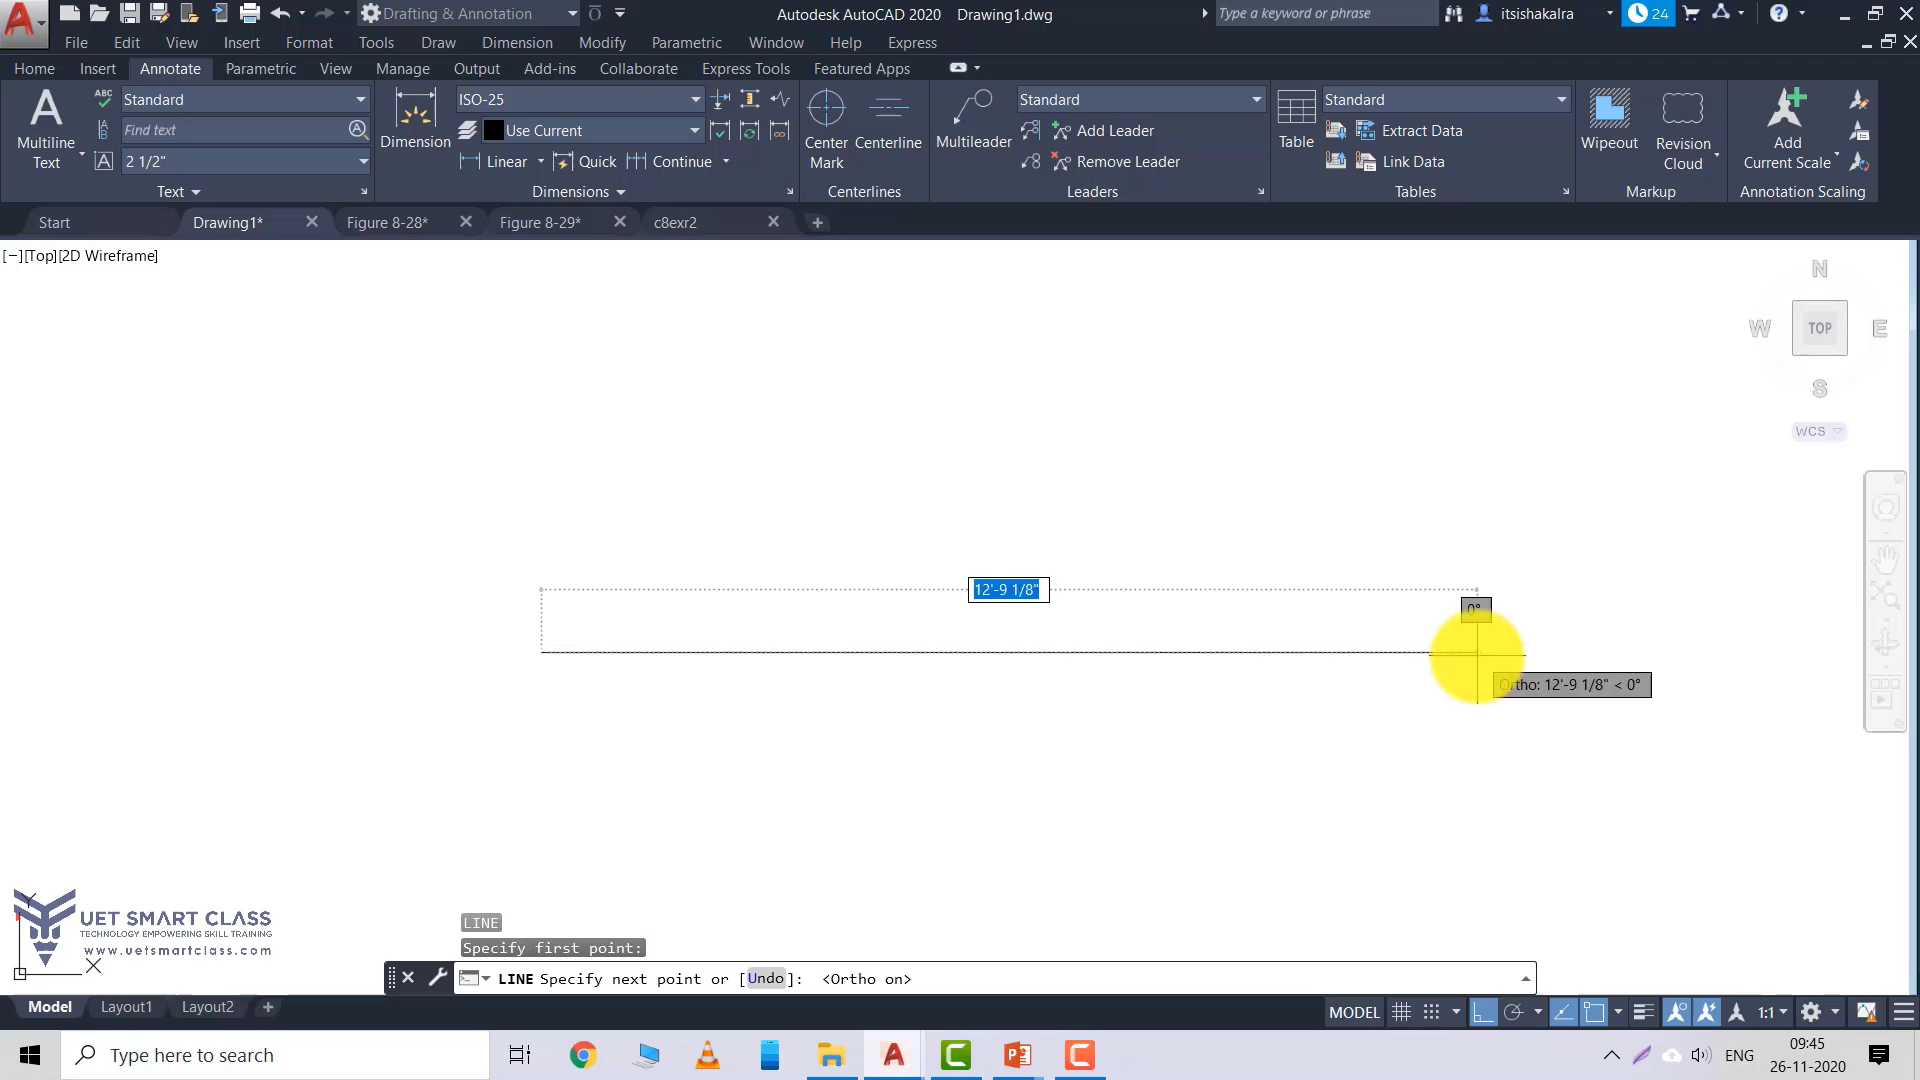 Drafting & Annotation
Autodesk AutoCAD 2020 Drawing1.dwg
Type a keyword or phrase
itsishakalra
24
File Edit View Insert Format Tools Draw Dimension Modify Parametric Window Help Express
Home Insert Annotate Parametric View Manage Output Add-ins Collaborate Express Tools Featured Apps
A Multiline Text
ABC
Standard
Find text
2 1/2"
Text
Dimension
ISO-25
Use Current
Linear Quick Continue
Dimensions
Center Mark
Centerline
Centerlines
Multileader
Standard
Add Leader
Remove Leader
Leaders
Table
Standard
Extract Data
Link Data
Tables
Wipeout
Revision Cloud
Markup
Add Current Scale
Annotation Scaling
Start Drawing1* Figure 8-28* Figure 8-29* c8exr2
[−][Top][2D Wireframe]
N
W TOP E
S
WCS
12'-9 1/8"
0°
Ortho: 12'-9 1/8" < 0°
Y
X
UET SMART CLASS
TECHNOLOGY EMPOWERING SKILL TRAINING
www.uetsmartclass.com
LINE
Specify first point:
LINE Specify next point or [Undo]: <Ortho on>
Model Layout1 Layout2
MODEL
1:1
Type here to search
ENG
09:45
26-11-2020